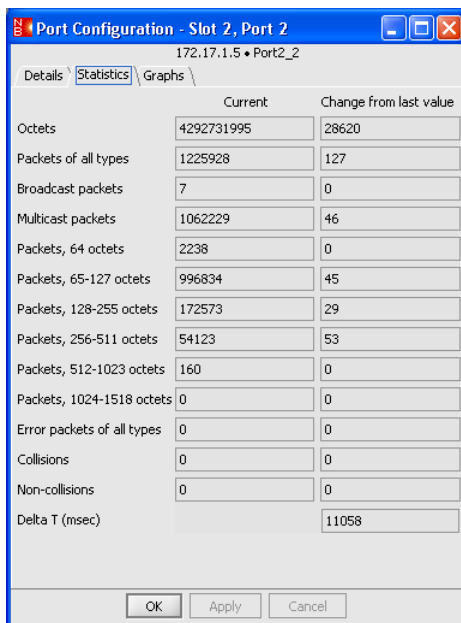 NB Port Configuration - Slot 2, Port 2
172.17.1.5 • Port2_2
Details Statistics Graphs
Current Change from last value
Octets 4292731995 28620
Packets of all types 1225928 127
Broadcast packets 7 0
Multicast packets 1062229 46
Packets, 64 octets 2238 0
Packets, 65-127 octets 996834 45
Packets, 128-255 octets 172573 29
Packets, 256-511 octets 54123 53
Packets, 512-1023 octets 160 0
Packets, 1024-1518 octets 0 0
Error packets of all types 0 0
Collisions 0 0
Non-collisions 0 0
Delta T (msec) 11058
OK Apply Cancel